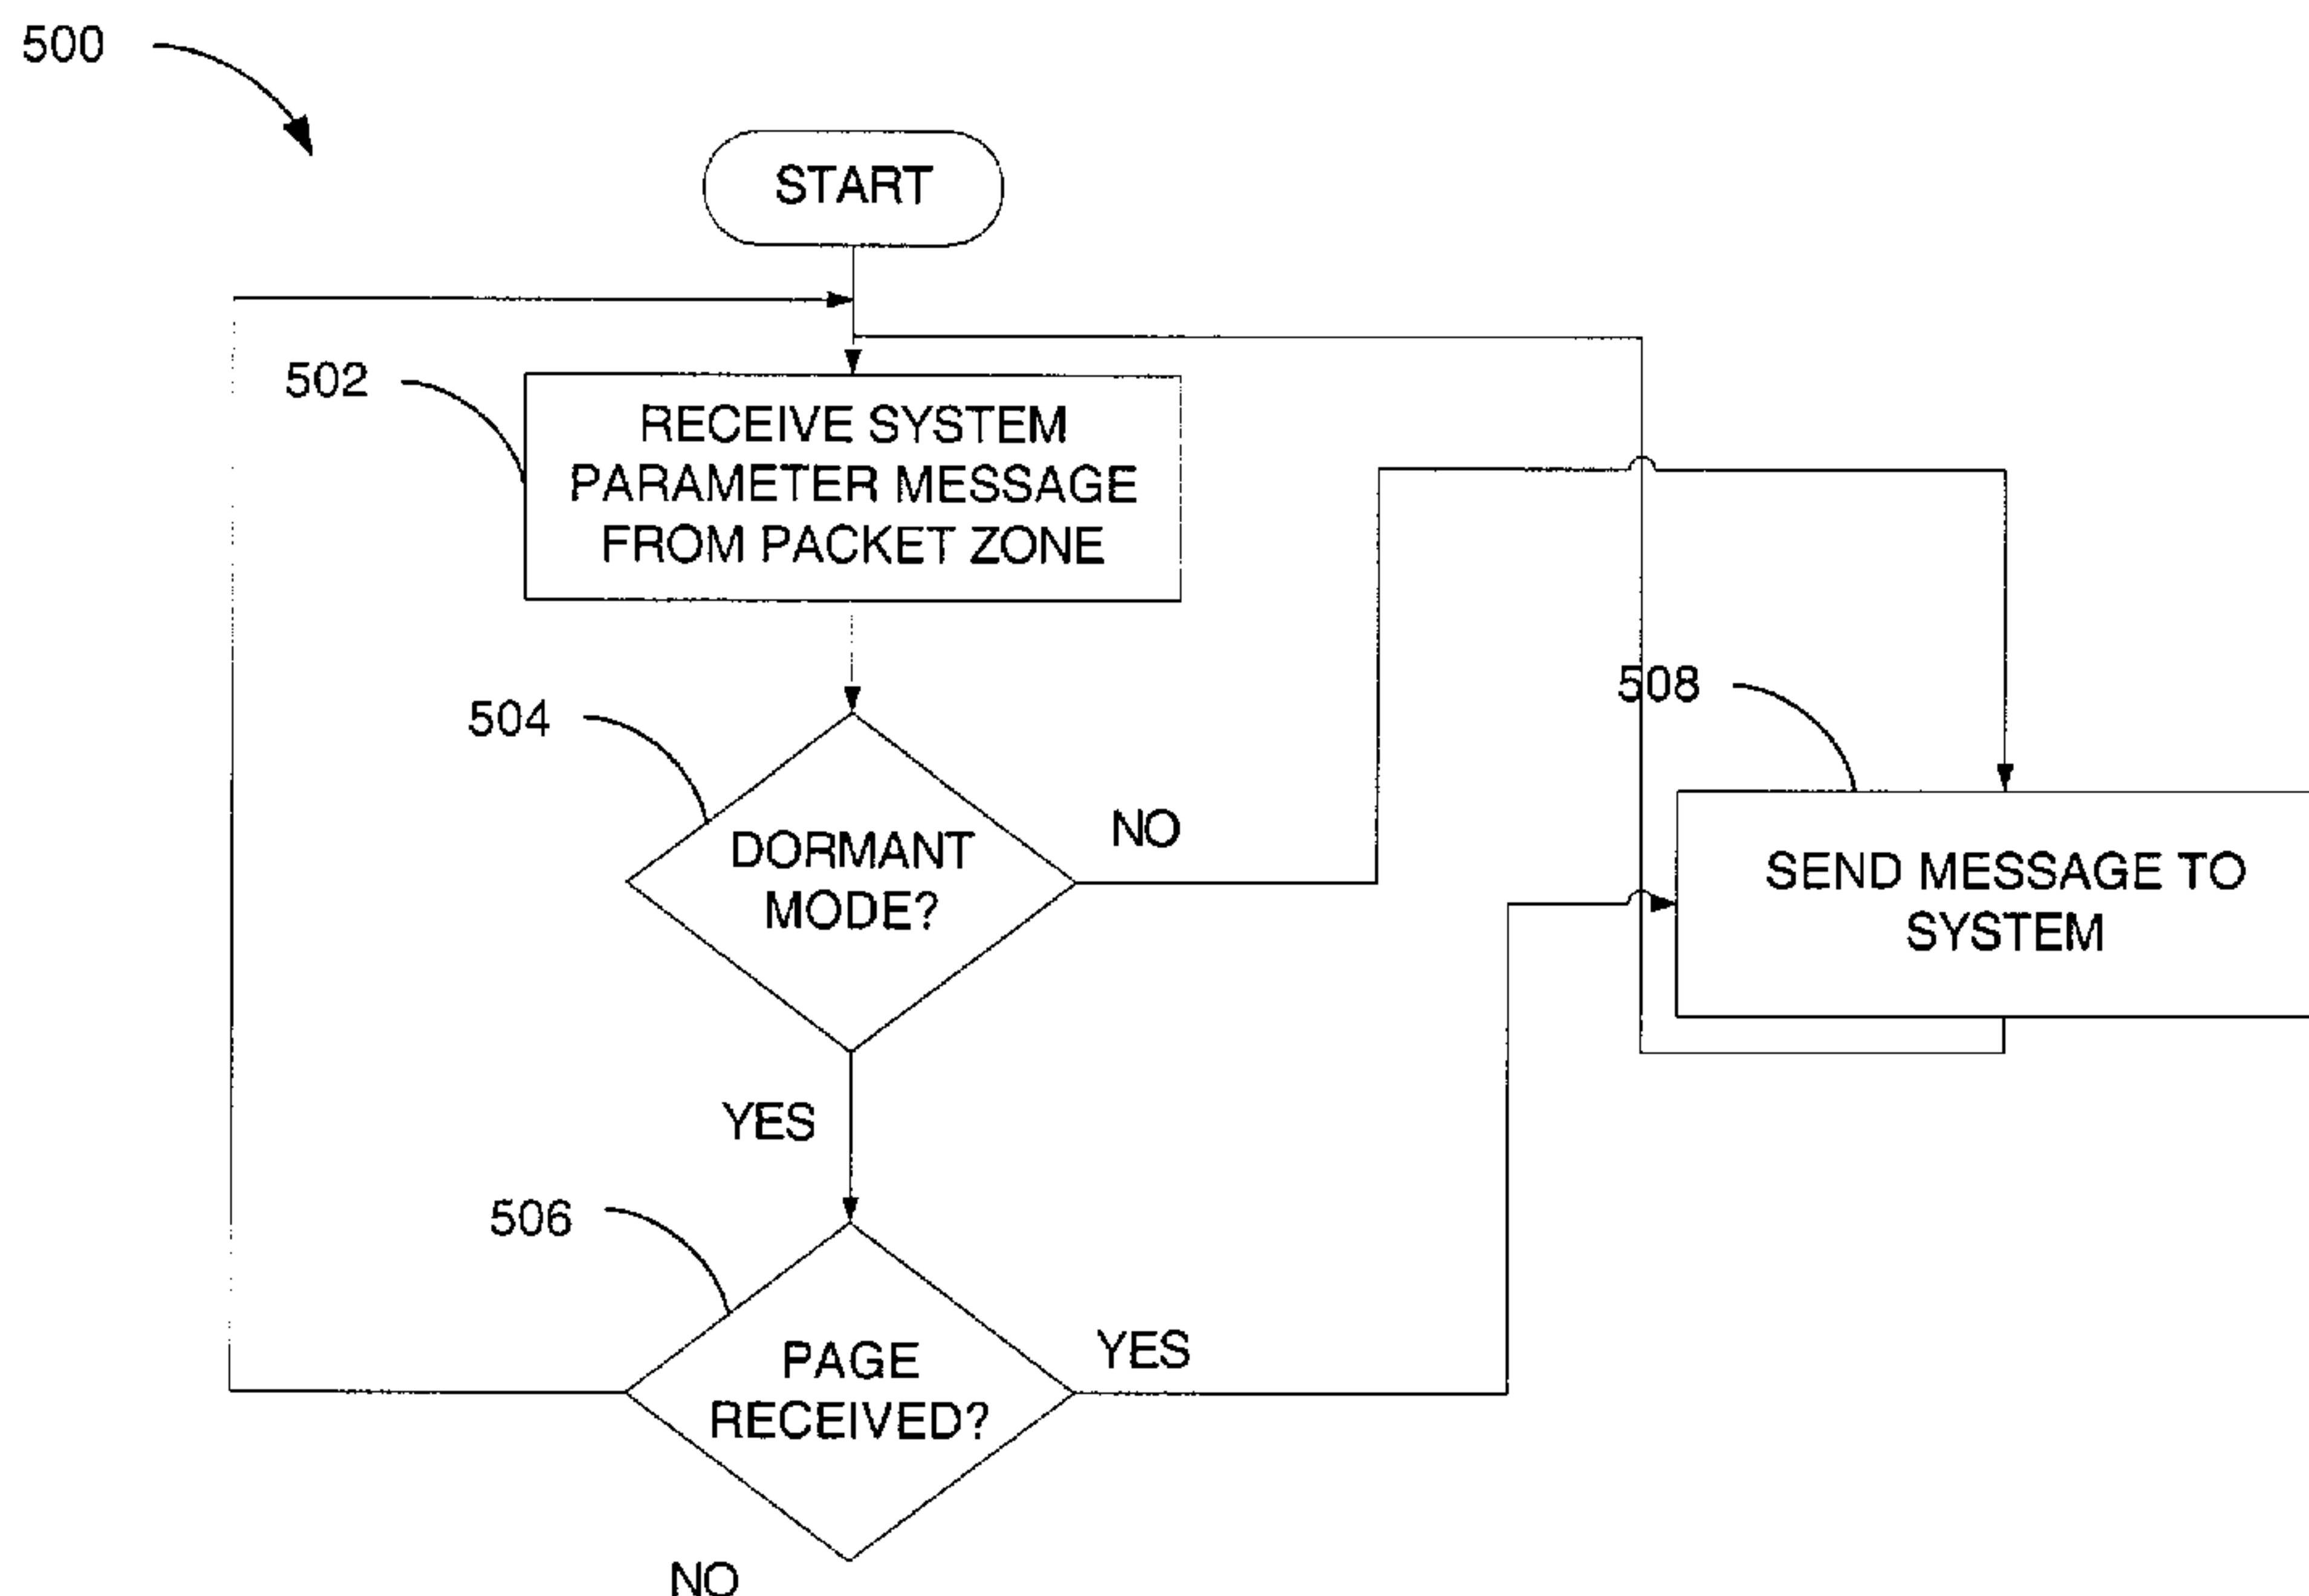 500
START
502
RECEIVE SYSTEM
PARAMETER MESSAGE
FROM PACKET ZONE
504
DORMANT
MODE?
NO
YES
508
SEND MESSAGE TO
SYSTEM
506
PAGE
RECEIVED?
YES
NO